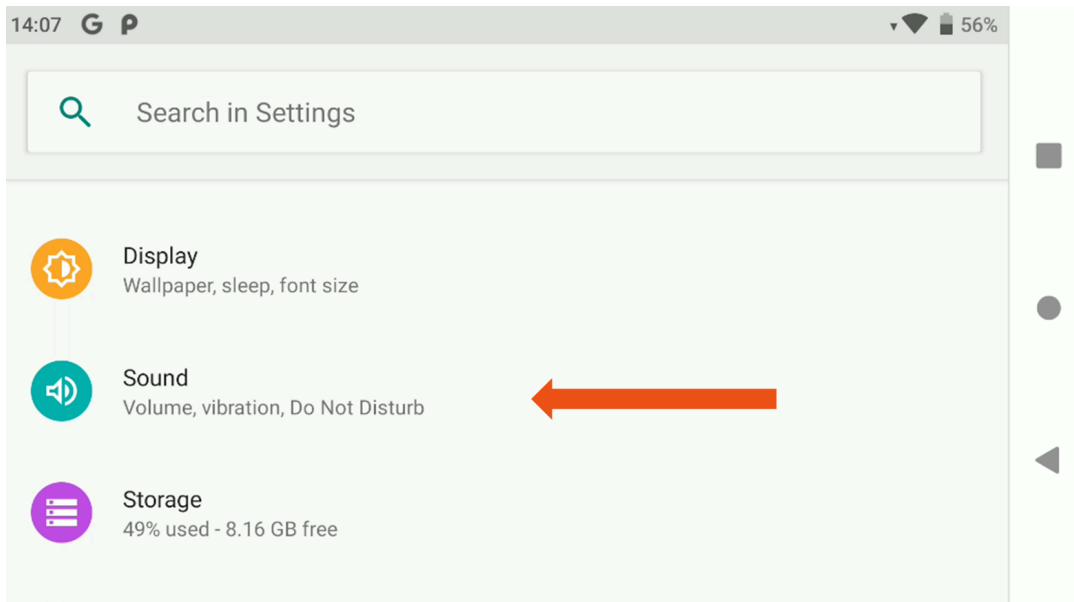 14:07 G P 56%
Search in Settings
Display
Wallpaper, sleep, font size
Sound
Volume, vibration, Do Not Disturb
Storage
49% used - 8.16 GB free